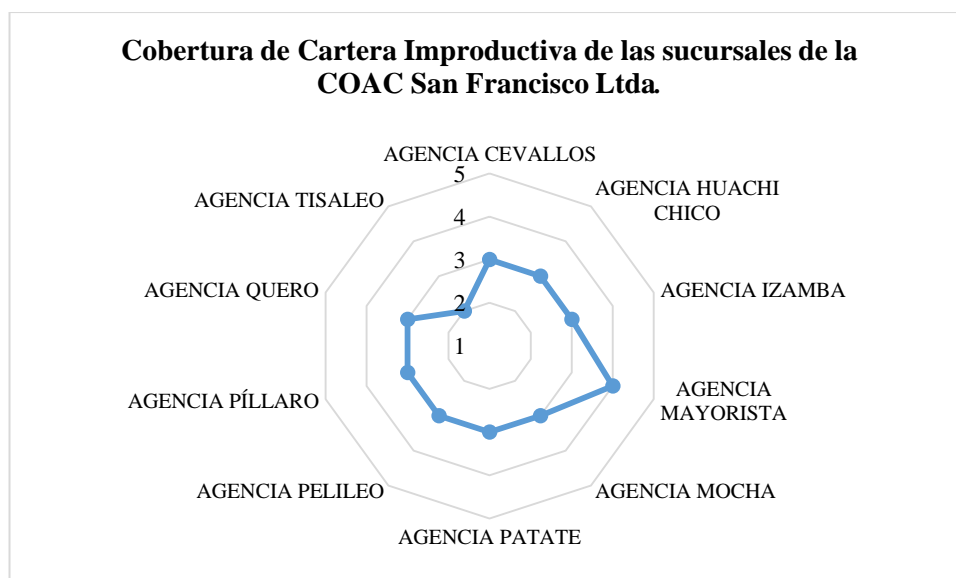 Cobertura de Cartera Improductiva de las sucursales de la
COAC San Francisco Ltda.
AGENCIA CEVALLOS
5
AGENCIA HUACHI
CHICO
AGENCIA TISALEO
4
3
AGENCIA QUERO
AGENCIA IZAMBA
2
1
AGENCIA PÍLLARO
AGENCIA
MAYORISTA
AGENCIA PELILEO
AGENCIA MOCHA
AGENCIA PATATE